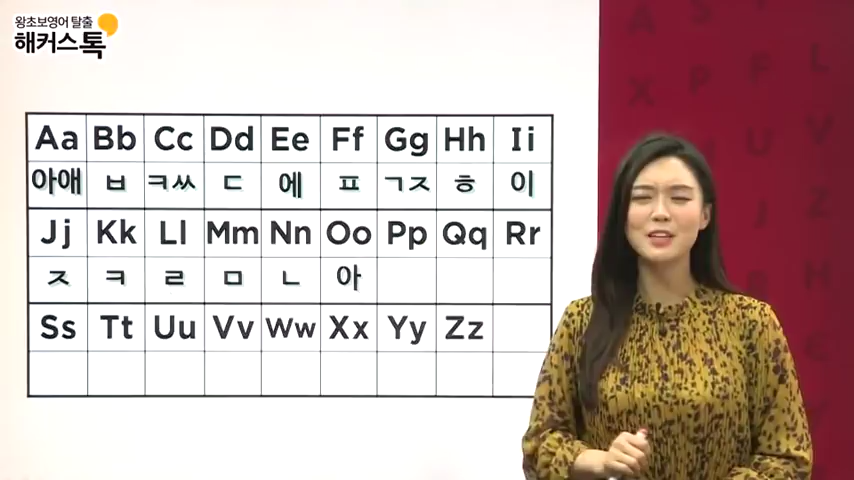 왕초보영어 탈출
해커스톡
Aa Bb Cc Dd Ee Ff Gg Hh Ii
아애 ㅂ ㅋㅆ ㄷ 에 ㅍ ㄱㅈ ㅎ 이
Jj Kk Ll Mm Nn Oo Pp Qq Rr
ㅈ ㅋ ㄹ ㅁ ㄴ 아
Ss Tt Uu Vv Ww Xx Yy Zz